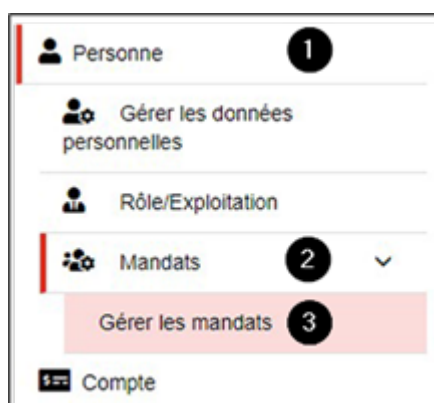 Personne 1
Gérer les données
personnelles
Rôle/Exploitation
Mandats 2
Gérer les mandats 3
Compte